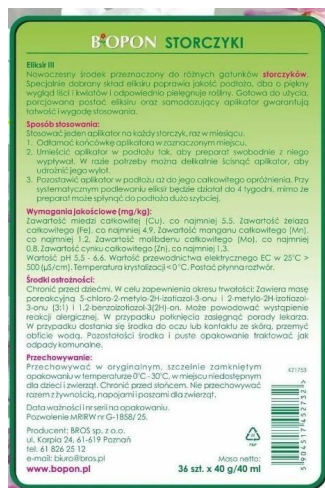 BIOPON STORCZYKI
Eliksir III
Nowoczesny środek przeznaczony do różnych gatunków storczyków.
Specjalnie dobrany skład eliksiru poprawia jakość podłoża, dba o piękny
wygląd liści i kwiatów i odpowiednio pielęgnuje rośliny. Gotowa do użycia,
porcjowana postać eliksiru oraz samodozujący aplikator gwarantują
łatwość i wygodę stosowania.
Sposób stosowania:
Stosować jeden aplikator na każdy storczyk, raz w miesiącu.
1. Odłamać końcówkę aplikatora w zaznaczonym miejscu.
2. Umieścić aplikator w podłożu tak, aby preparat swobodnie z niego
wypływał. W razie potrzeby można delikatnie ścisnąć aplikator, aby
udrożnić jego wylot.
3. Pozostawić aplikator w podłożu aż do jego całkowitego opróżnienia. Przy
systematycznym podlewaniu eliksir będzie działał do 4 tygodni, mimo że
preparat może spłynąć do podłoża dużo szybciej.
Wymagania jakościowe (mg/kg):
Zawartość miedzi całkowitej (Cu), co najmniej 5,5. Zawartość żelaza
całkowitego (Fe), co najmniej 4,9. Zawartość manganu całkowitego (Mn),
co najmniej 1,2. Zawartość molibdenu całkowitego (Mo), co najmniej
0,8. Zawartość cynku całkowitego (Zn), co najmniej 1,3.
Wartość pH 5,5 - 6,6. Wartość przewodnictwa elektrycznego EC w 25°C >
500 (µS/cm). Temperatura krystalizacji < 0°C. Postać płynna roztwór.
Środki ostrożności:
Chronić przed dziećmi. W celu zapewnienia okresu trwałości: Zawiera masę
poreakcyjną 5-chloro-2-metylo-2H-izotiazol-3-onu i 2-metylo-2H-izotiazol-
3-onu (3:1) i 1,2-benzoizotiazol-3(2H)-on. Może powodować wystąpienie
reakcji alergicznej. W przypadku połknięcia zasięgnąć porady lekarza.
W przypadku dostania się środka do oczu lub kontaktu ze skórą, przemyć
obficie wodą. Pozostałości środka i puste opakowanie traktować jak
odpady komunalne.
Przechowywanie:
Przechowywać w oryginalnym, szczelnie zamkniętym
opakowaniu w temperaturze 0°C-30°C, w miejscu niedostępnym
dla dzieci i zwierząt. Chronić przed słońcem. Nie przechowywać
razem z żywnością, napojami i paszami dla zwierząt.
Data ważności i nr serii na opakowaniu.
Pozwolenie MRiRW nr G-1858/ 25.
Producent: BROS sp. z o.o.
ul. Karpia 24, 61-619 Poznań
tel. 61 826 25 12
e-mail: biuro@bros.pl
www.biopon.pl
Masa netto:
36 szt. x 40 g/40 ml
421753
5 904517 452732